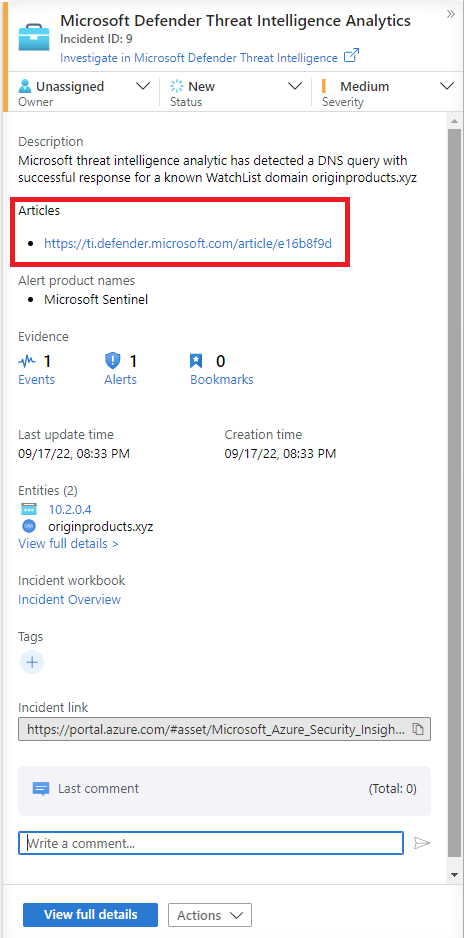 Microsoft Defender Threat Intelligence Analytics
Incident ID: 9
Investigate in Microsoft Defender Threat Intelligence
Unassigned
Owner
New
Status
Medium
Severity
Description
Microsoft threat intelligence analytic has detected a DNS query with
successful response for a known WatchList domain originproducts.xyz
Articles
https://ti.defender.microsoft.com/article/e16b8f9d
Alert product names
Microsoft Sentinel
Evidence
1
Events
1
Alerts
0
Bookmarks
Last update time
Creation time
09/17/22, 08:33 PM
09/17/22, 08:33 PM
Entities (2)
10.2.0.4
DNS
originproducts.xyz
View full details >
Incident workbook
Incident Overview
Tags
+
Incident link
https://portal.azure.com/#asset/Microsoft_Azure_Security_Insigh...
Last comment
(Total: 0)
Write a comment...
View full details
Actions